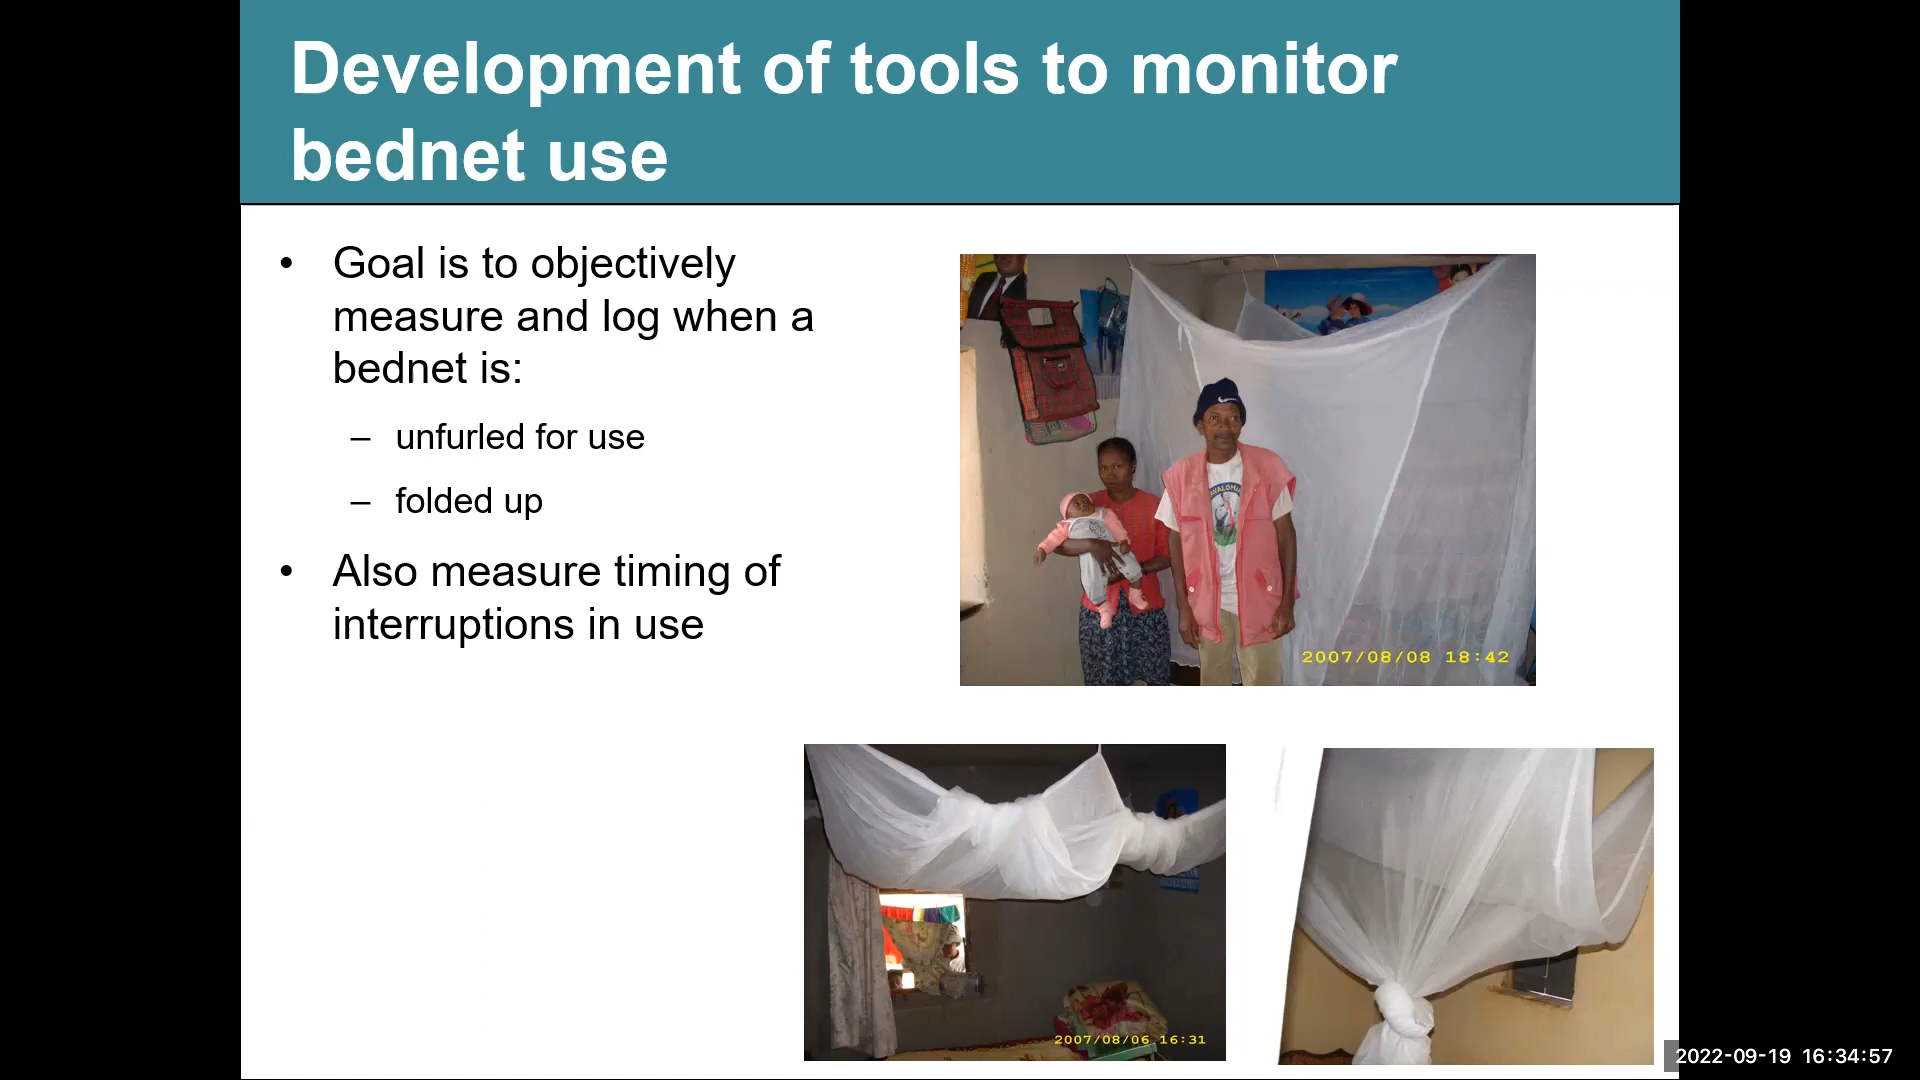 Development of tools to monitor
bednet use
• Goal is to objectively
measure and log when a
bednet is:
– unfurled for use
– folded up
• Also measure timing of
interruptions in use
2007/08/08 18:42
2007/08/06 16:31
2022-09-19 16:34:57